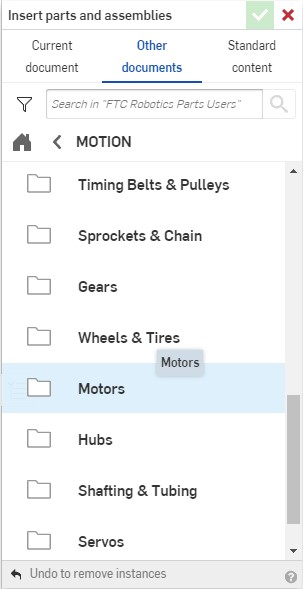 Insert parts and assemblies
Current document
Other documents
Standard content
Search in "FTC Robotics Parts Users"
MOTION
Timing Belts & Pulleys
Sprockets & Chain
Gears
Wheels & Tires
Motors
Motors
Hubs
Shafting & Tubing
Servos
Undo to remove instances
?